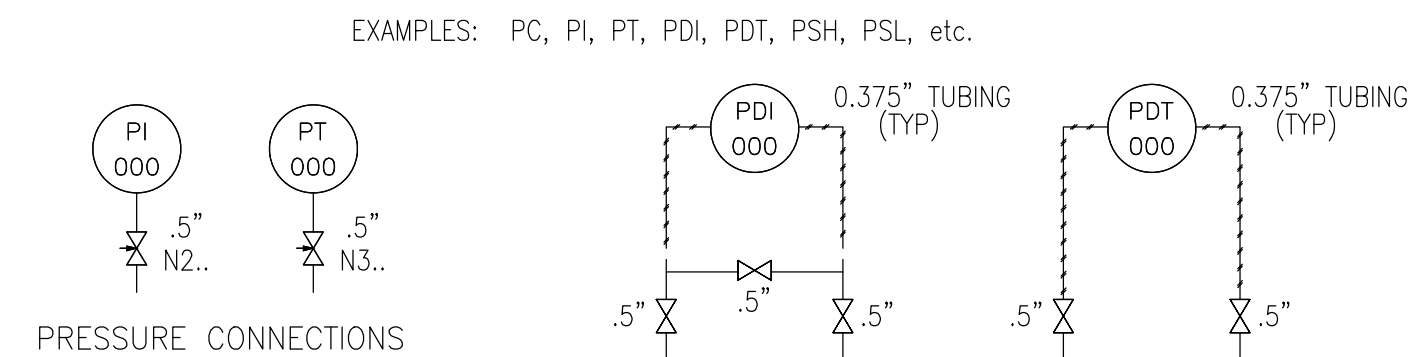 EXAMPLES: PC, PI, PT, PDI, PDT, PSH, PSL, etc.
PI
000
PT
000
PDI
000
0.375" TUBING
(TYP)
PDT
000
0.375" TUBING
(TYP)
.5"
N2..
.5"
N3..
.5"
.5"
.5"
.5"
.5"
PRESSURE CONNECTIONS